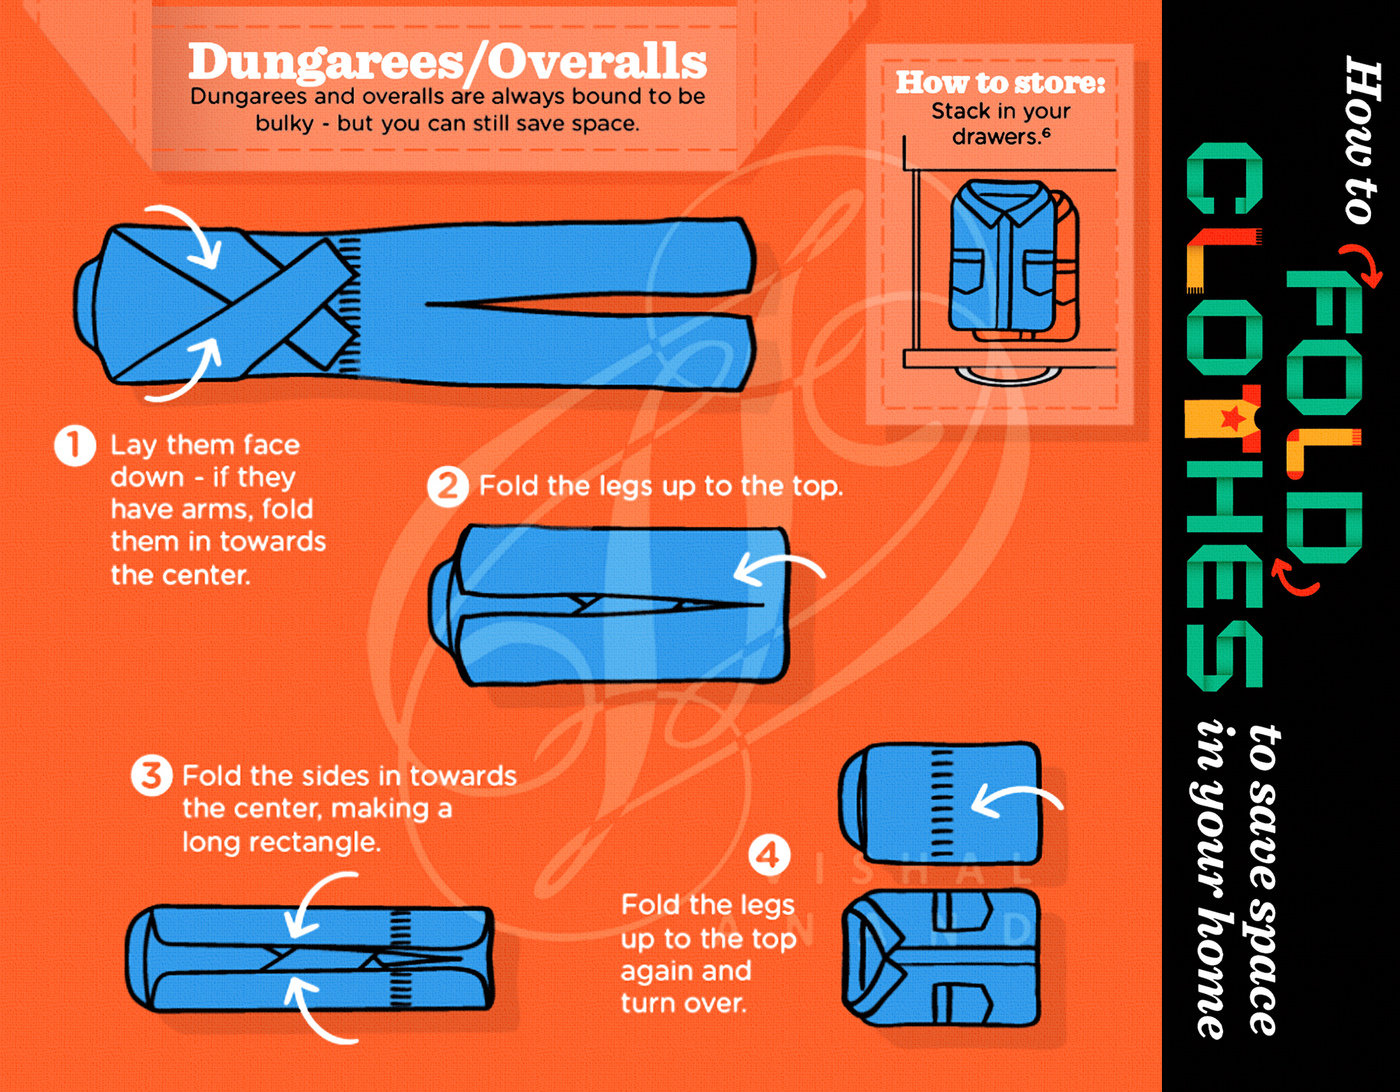 Dungarees/Overalls
Dungarees and overalls are always bound to be
bulky - but you can still save space.
How to store:
Stack in your
drawers.⁶
1
Lay them face
down - if they
have arms, fold
them in towards
the center.
2
Fold the legs up to the top.
3
Fold the sides in towards
the center, making a
long rectangle.
4
Fold the legs
up to the top
again and
turn over.
VISHAL
ANAND
How to
FOLD
CLOTHES
to save space
in your home